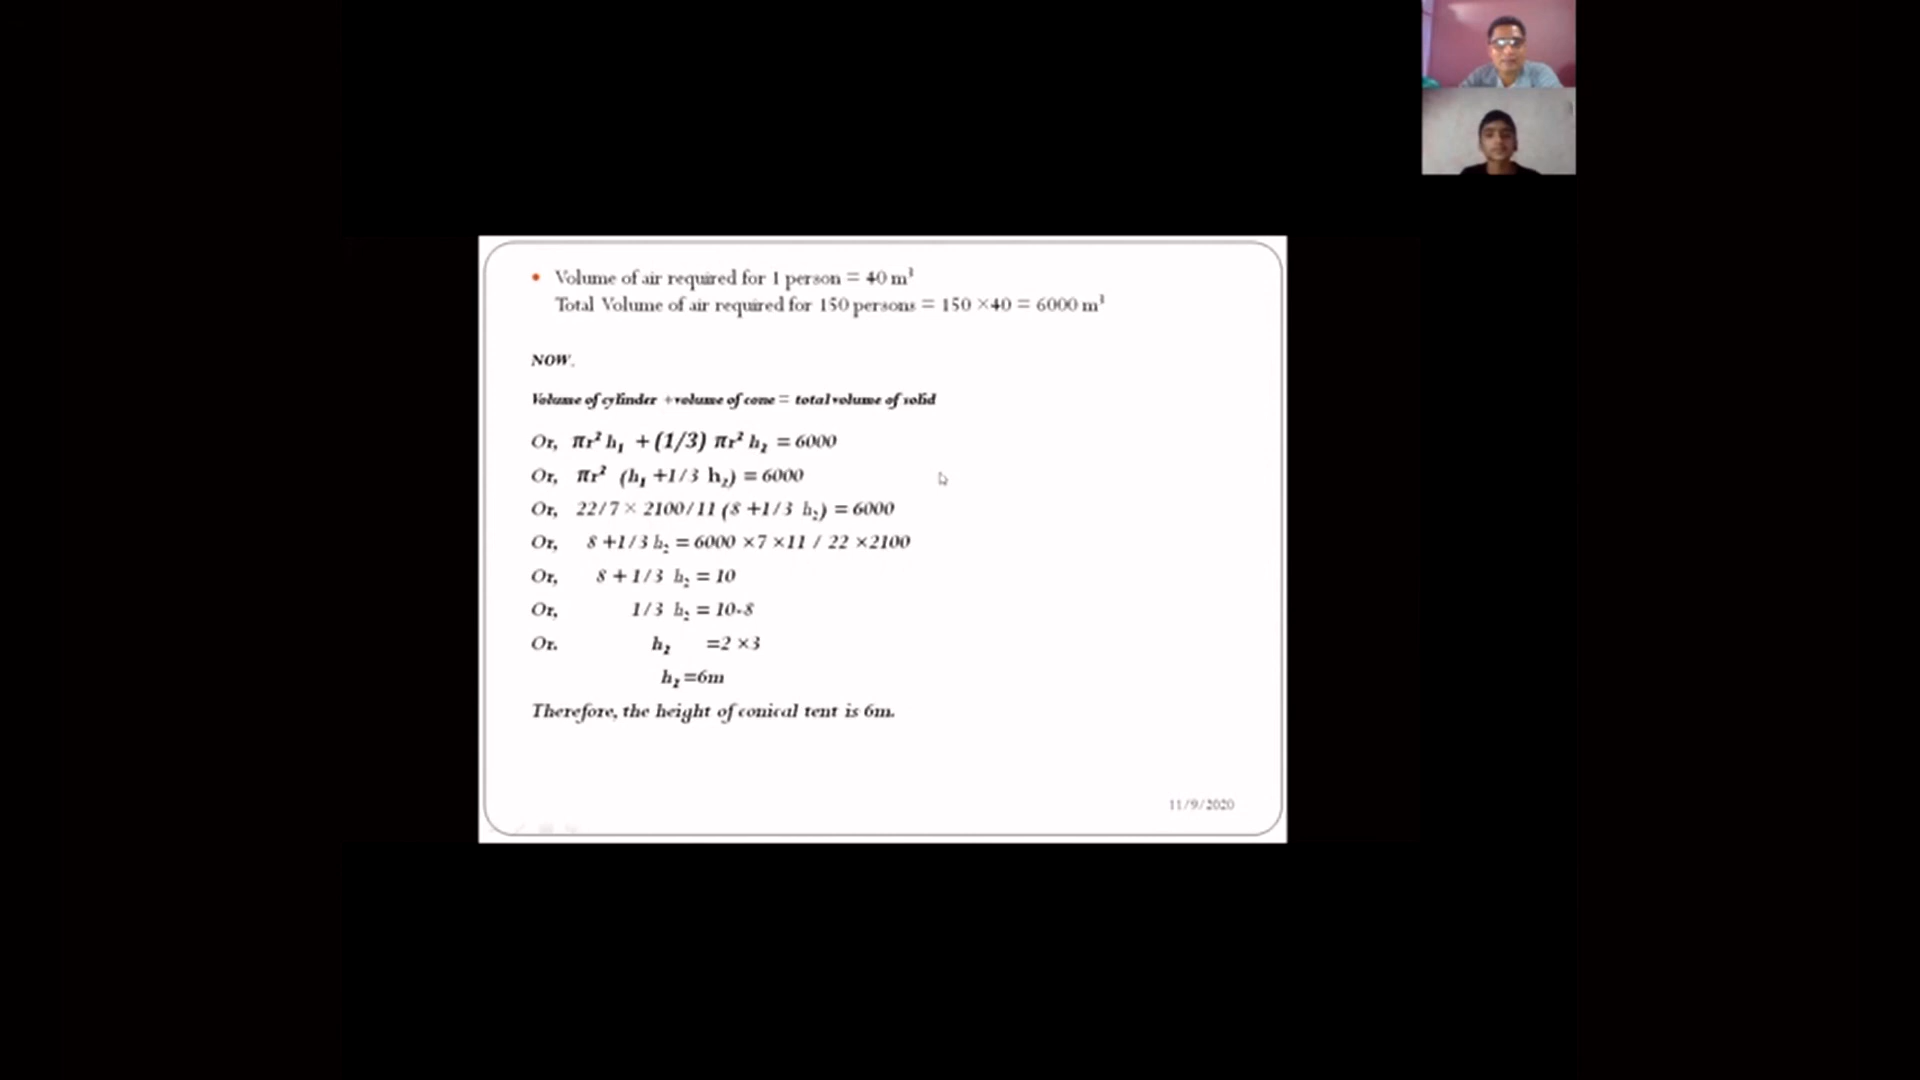 • Volume of air required for 1 person = 40 m³
Total Volume of air required for 150 persons = 150 ×40 = 6000 m³
NOW,
Volume of cylinder +volume of cone = total volume of solid
Or, πr² h₁ + (1/3) πr² h₂ = 6000
Or, πr² (h₁ +1/3 h₂) = 6000
Or, 22/7 × 2100/11 (8 +1/3 h₂) = 6000
Or, 8 +1/3 h₂ = 6000 ×7 ×11 / 22 ×2100
Or, 8 + 1/3 h₂ = 10
Or, 1/3 h₂ = 10-8
Or. h₂ =2 ×3
h₂ =6m
Therefore, the height of conical tent is 6m.
11/9/2020